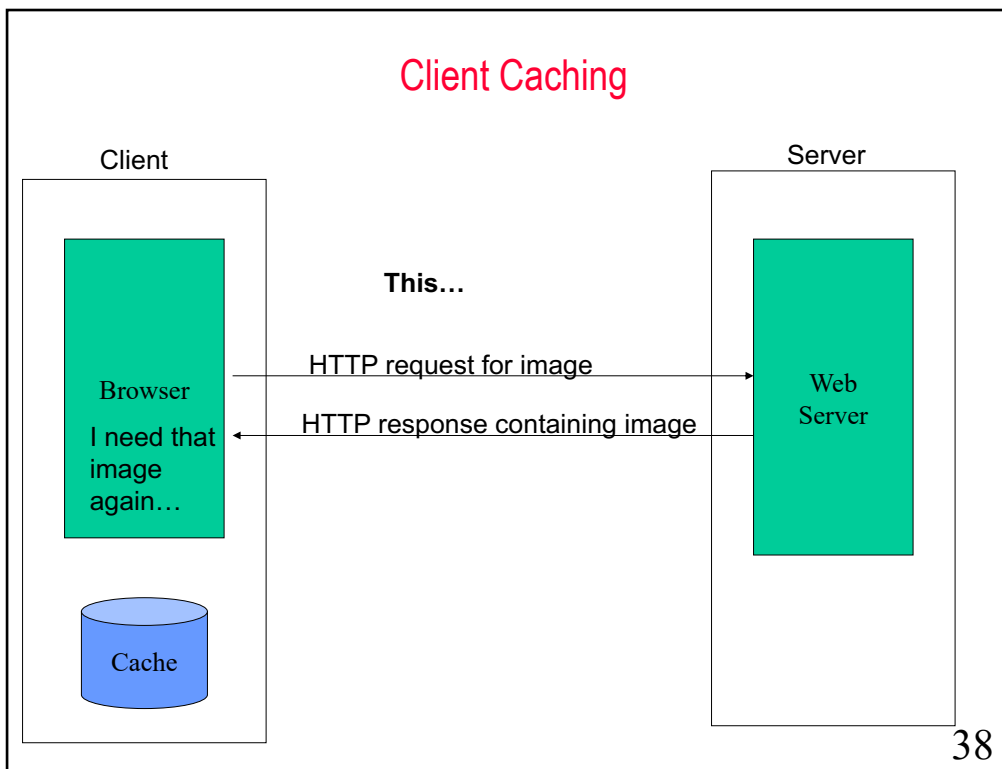 Client Caching
Client
Server
This…
HTTP request for image
Browser
Web
Server
HTTP response containing image
I need that
image
again…
Cache
38